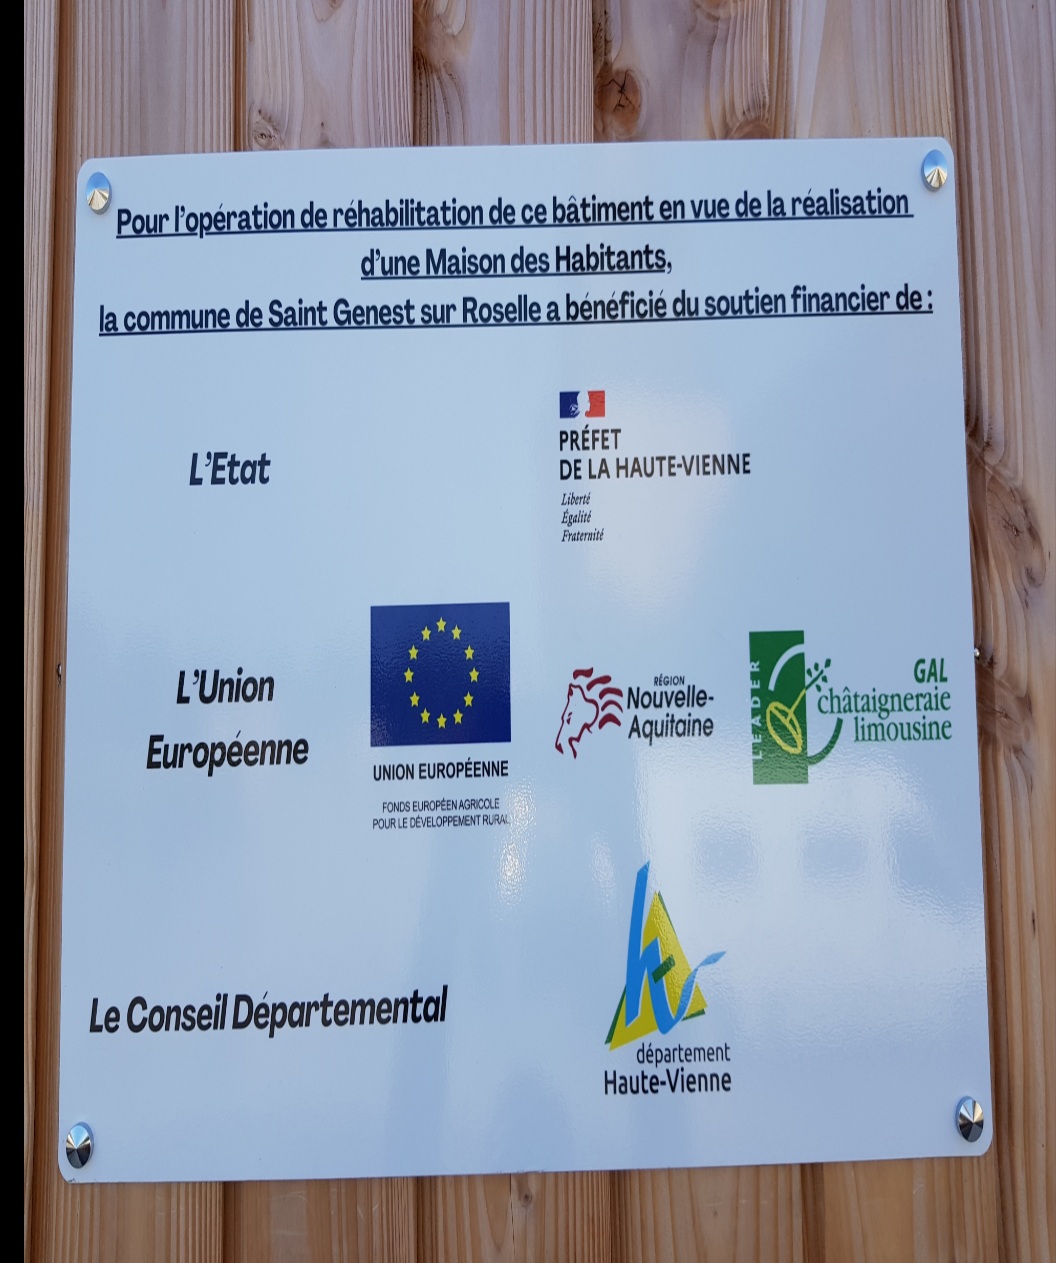 Pour l'opération de réhabilitation de ce bâtiment en vue de la réalisation
d'une Maison des Habitants,
la commune de Saint Genest sur Roselle a bénéficié du soutien financier de :
L'Etat
PRÉFET
DE LA HAUTE-VIENNE
Liberté
Égalité
Fraternité
L'Union
Européenne
UNION EUROPÉENNE
FONDS EUROPÉEN AGRICOLE
POUR LE DÉVELOPPEMENT RURAL
RÉGION
Nouvelle-
Aquitaine
LEADER
GAL
châtaigneraie
limousine
Le Conseil Départemental
département
Haute-Vienne